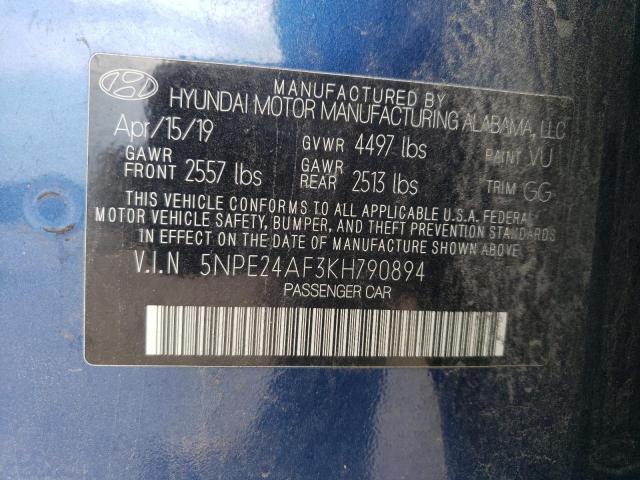 MANUFACTURED BY
HYUNDAI MOTOR MANUFACTURING ALABAMA, LLC
Apr/15/19 GVWR 4497 lbs PAINT VU
GAWR FRONT 2557 lbs GAWR REAR 2513 lbs TRIM GG
THIS VEHICLE CONFORMS TO ALL APPLICABLE U.S.A. FEDERAL
MOTOR VEHICLE SAFETY, BUMPER, AND THEFT PREVENTION STANDARDS
IN EFFECT ON THE DATE OF MANUFACTURE SHOWN ABOVE.
V.I.N 5NPE24AF3KH790894
PASSENGER CAR